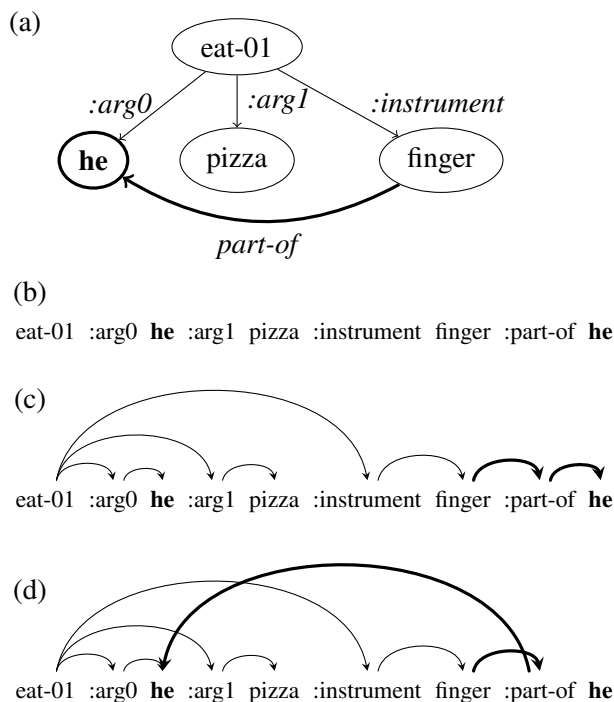 (a)
eat-01
:arg0 :arg1 :instrument
he pizza finger
part-of
(b)
eat-01 :arg0 he :arg1 pizza :instrument finger :part-of he
(c)
eat-01 :arg0 he :arg1 pizza :instrument finger :part-of he
(d)
eat-01 :arg0 he :arg1 pizza :instrument finger :part-of he